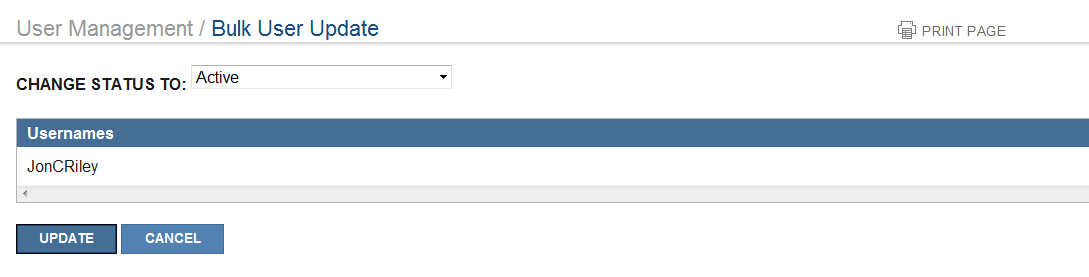 User Management / Bulk User Update
PRINT PAGE
CHANGE STATUS TO: Active
Usernames
JonCRiley
UPDATE CANCEL